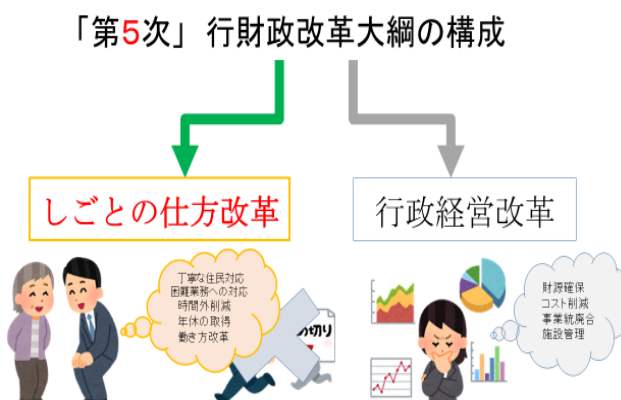 「第5次」 行財政改革大綱の構成
しごとの仕方改革
行政経営改革
丁寧な住民対応
困難業務への対応
時間外削減
年休の取得
働き方改革
切り
財源確保
コスト削減
事業統廃合
施設管理